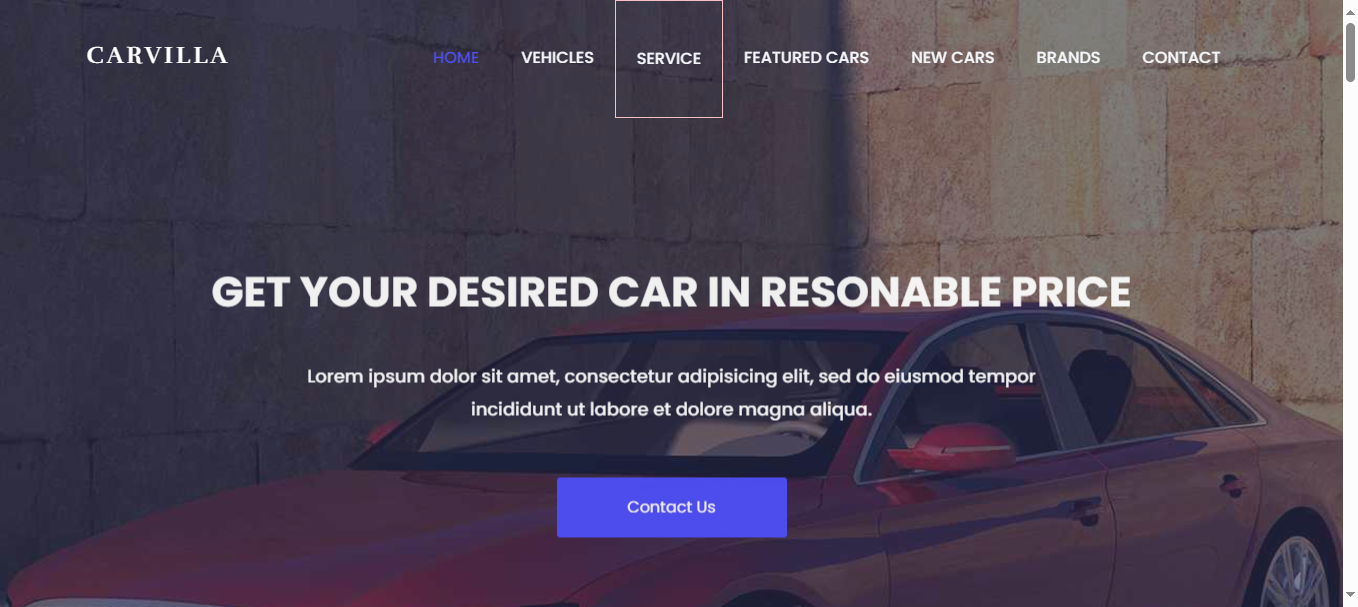 CARVILLA HOME VEHICLES SERVICE FEATURED CARS NEW CARS BRANDS CONTACT
GET YOUR DESIRED CAR IN RESONABLE PRICE
Lorem ipsum dolor sit amet, consectetur adipisicing elit, sed do eiusmod tempor
incididunt ut labore et dolore magna aliqua.
Contact Us